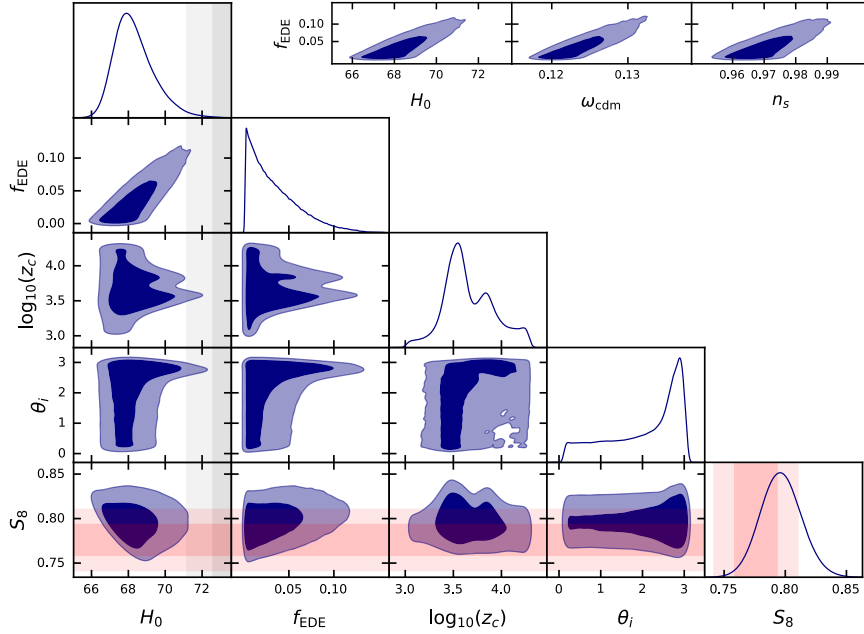 f_EDE 0.10 0.05
66 68 70 72 0.12 0.13 0.96 0.97 0.98 0.99
H₀ ω_cdm n_s
f_EDE 0.10 0.05 0.00
log₁₀(z_c) 4.0 3.5 3.0
θ_i 3 2 1 0
S₈ 0.85 0.80 0.75
66 68 70 72 0.05 0.10 3.0 3.5 4.0 0 1 2 3 0.75 0.80 0.85
H₀ f_EDE log₁₀(z_c) θ_i S₈